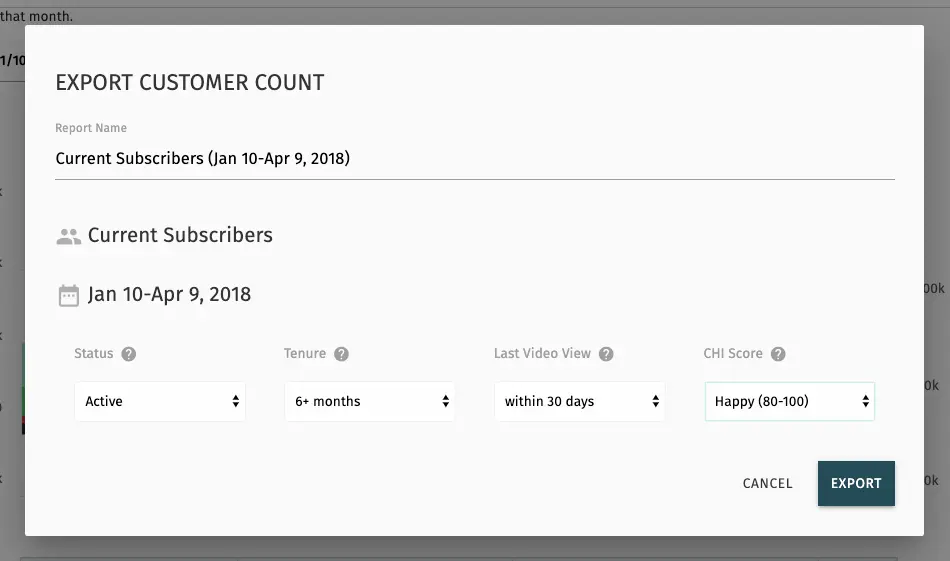 that month.
1/10
EXPORT CUSTOMER COUNT
Report Name
Current Subscribers (Jan 10-Apr 9, 2018)
Current Subscribers
Jan 10-Apr 9, 2018
00k
Status ? Tenure ? Last Video View ? CHI Score ?
0k
Active 6+ months within 30 days Happy (80-100)
CANCEL EXPORT
0k